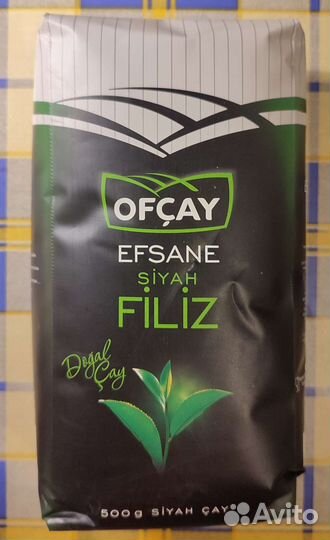 OFÇAY
EFSANE
SİYAH
FİLİZ
Doğal
Çay
500g SİYAH ÇAY
Avito